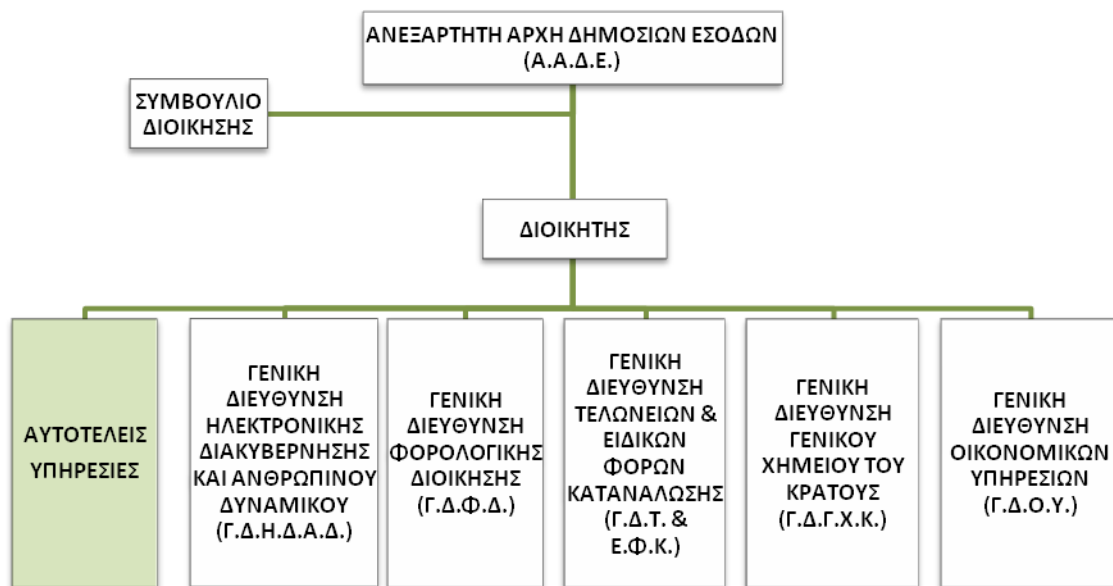 ΑΝΕΞΑΡΤΗΤΗ ΑΡΧΗ ΔΗΜΟΣΙΩΝ ΕΣΟΔΩΝ
(Α.Α.Δ.Ε.)
ΣΥΜΒΟΥΛΙΟ
ΔΙΟΙΚΗΣΗΣ
ΔΙΟΙΚΗΤΗΣ
ΑΥΤΟΤΕΛΕΙΣ
ΥΠΗΡΕΣΙΕΣ
ΓΕΝΙΚΗ
ΔΙΕΥΘΥΝΣΗ
ΗΛΕΚΤΡΟΝΙΚΗΣ
ΔΙΑΚΥΒΕΡΝΗΣΗΣ
ΚΑΙ ΑΝΘΡΩΠΙΝΟΥ
ΔΥΝΑΜΙΚΟΥ
(Γ.Δ.Η.Δ.Α.Δ.)
ΓΕΝΙΚΗ
ΔΙΕΥΘΥΝΣΗ
ΦΟΡΟΛΟΓΙΚΗΣ
ΔΙΟΙΚΗΣΗΣ
(Γ.Δ.Φ.Δ.)
ΓΕΝΙΚΗ
ΔΙΕΥΘΥΝΣΗ
ΤΕΛΩΝΕΙΩΝ &
ΕΙΔΙΚΩΝ
ΦΟΡΩΝ
ΚΑΤΑΝΑΛΩΣΗΣ
(Γ.Δ.Τ. &
Ε.Φ.Κ.)
ΓΕΝΙΚΗ
ΔΙΕΥΘΥΝΣΗ
ΓΕΝΙΚΟΥ
ΧΗΜΕΙΟΥ ΤΟΥ
ΚΡΑΤΟΥΣ
(Γ.Δ.Γ.Χ.Κ.)
ΓΕΝΙΚΗ
ΔΙΕΥΘΥΝΣΗ
ΟΙΚΟΝΟΜΙΚΩΝ
ΥΠΗΡΕΣΙΩΝ
(Γ.Δ.Ο.Υ.)